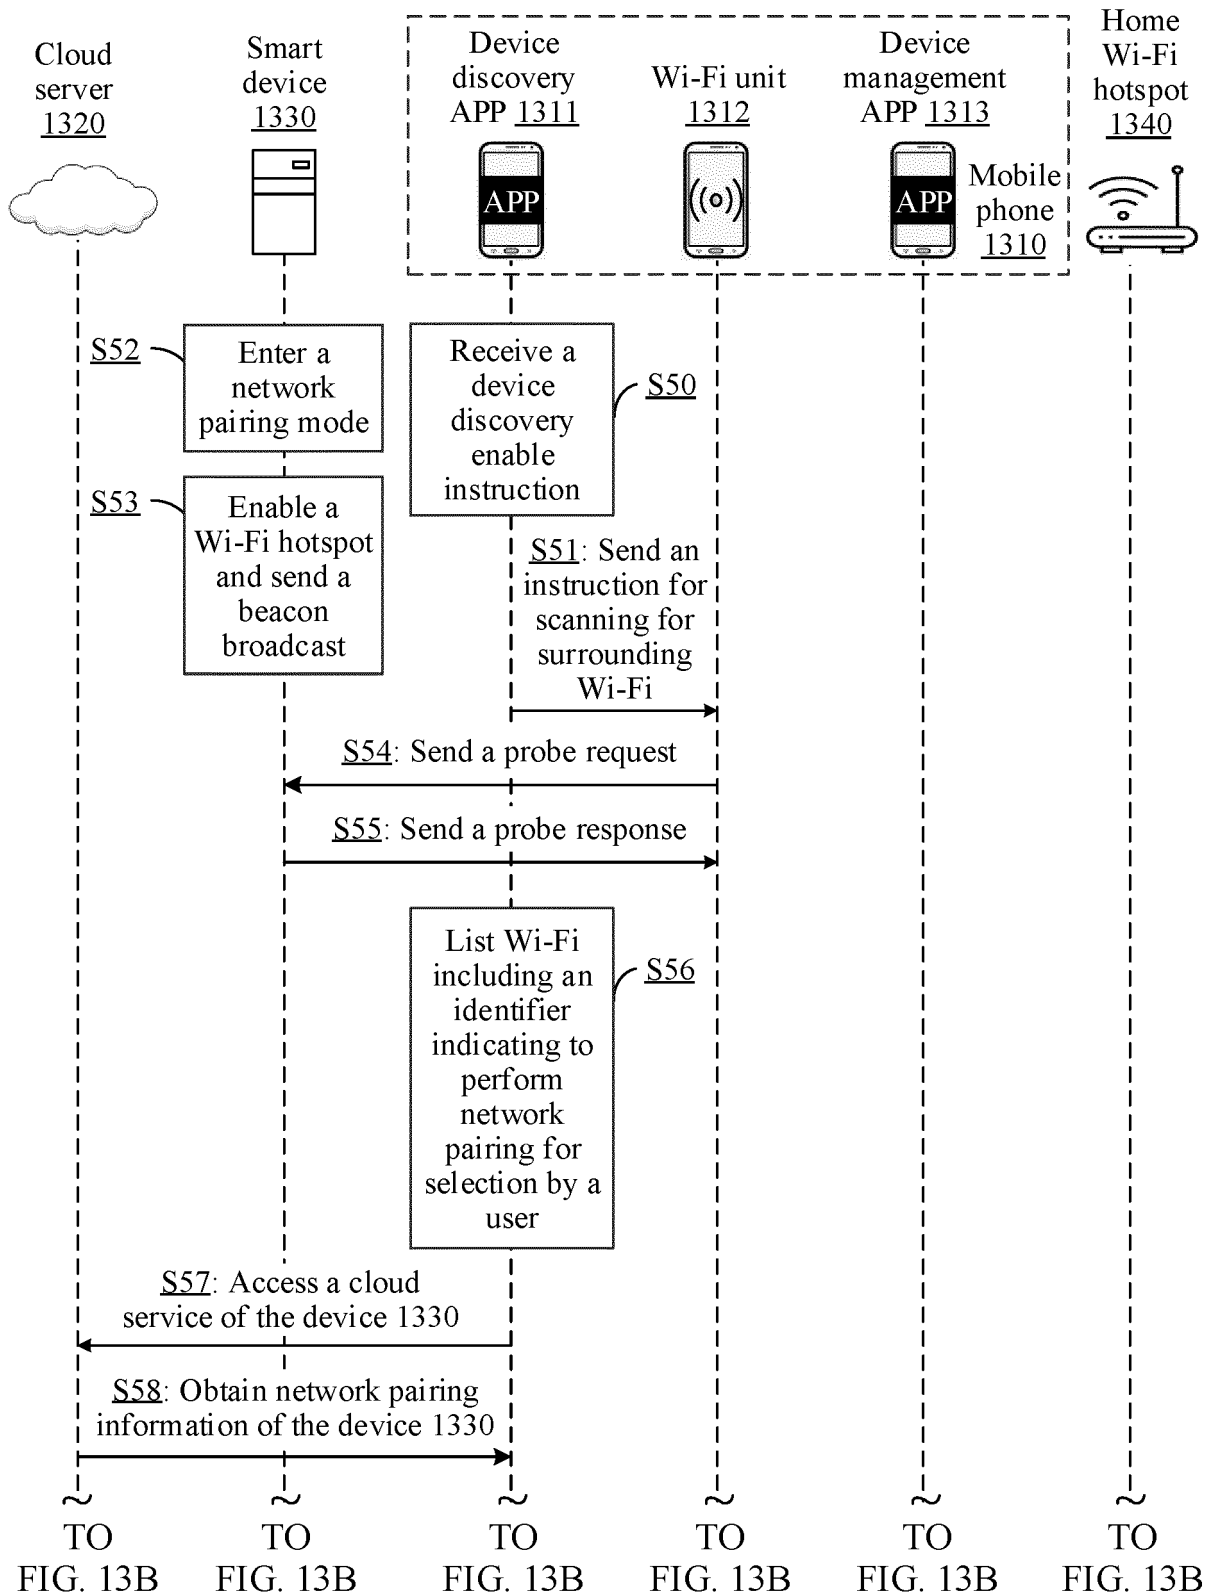 Cloud
server
1320
Smart
device
1330
Device
discovery
APP 1311
Wi-Fi unit
1312
Device
management
APP 1313
Home
Wi-Fi
hotspot
1340
APP
APP
Mobile
phone
1310
S52
Enter a
network
pairing mode
Receive a
device
discovery
enable
instruction
S50
S53
Enable a
Wi-Fi hotspot
and send a
beacon
broadcast
S51: Send an
instruction for
scanning for
surrounding
Wi-Fi
S54: Send a probe request
S55: Send a probe response
List Wi-Fi
including an
identifier
indicating to
perform
network
pairing for
selection by a
user
S56
S57: Access a cloud
service of the device 1330
S58: Obtain network pairing
information of the device 1330
~ ~ ~ ~ ~ ~
TO TO TO TO TO TO
FIG. 13B FIG. 13B FIG. 13B FIG. 13B FIG. 13B FIG. 13B